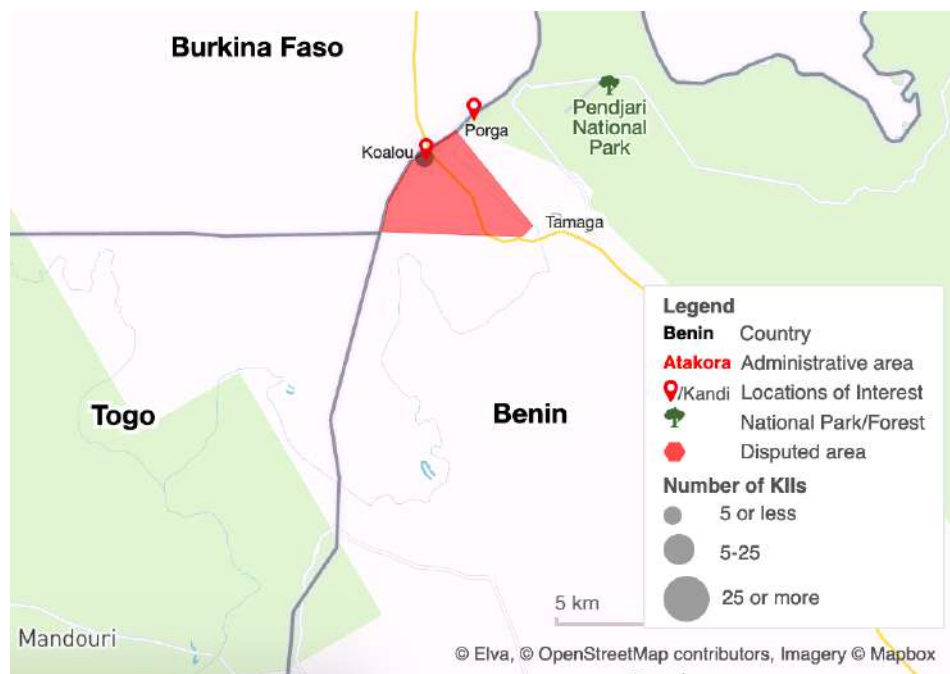 Burkina Faso
Porga
Koalou
Pendjari
National
Park
Tamaga
Togo
Benin
Mandouri
Legend
Benin Country
Atakora Administrative area
/Kandi Locations of Interest
National Park/Forest
Disputed area
Number of KIIs
5 or less
5-25
25 or more
5 km
© Elva, © OpenStreetMap contributors, Imagery © Mapbox